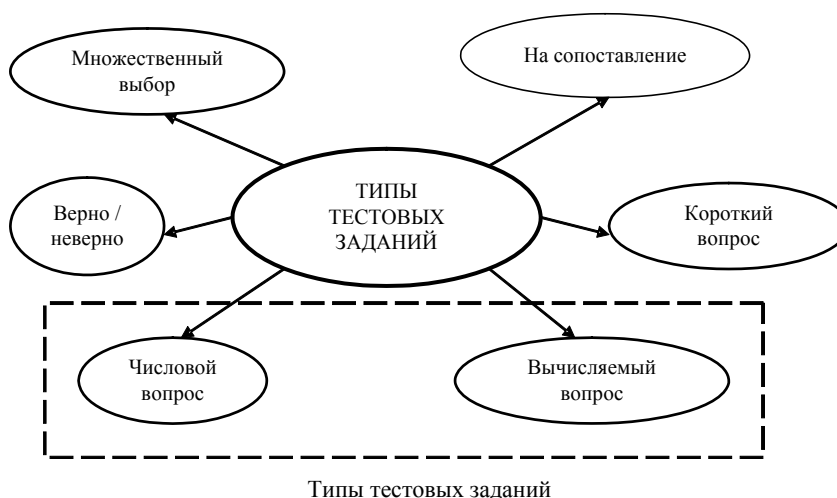 Множественный
выбор
На сопоставление
ТИПЫ
ТЕСТОВЫХ
ЗАДАНИЙ
Верно /
неверно
Короткий
вопрос
Числовой
вопрос
Вычисляемый
вопрос
Типы тестовых заданий